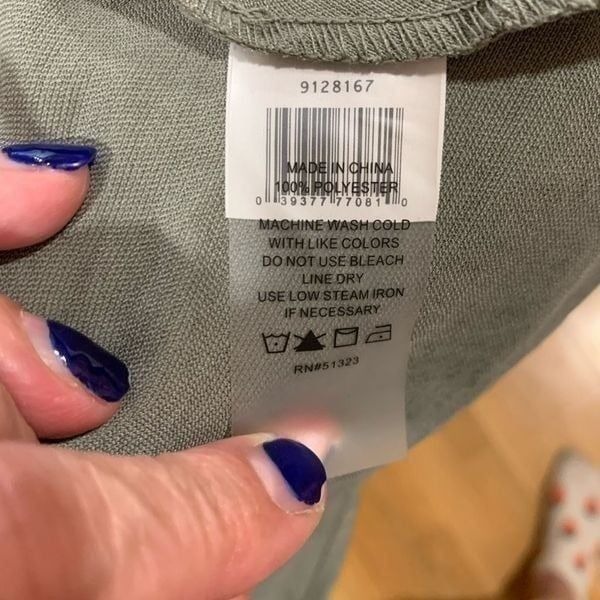 9128167
MADE IN CHINA
100% POLYESTER
0 39377 77081 0
MACHINE WASH COLD
WITH LIKE COLORS
DO NOT USE BLEACH
LINE DRY
USE LOW STEAM IRON
IF NECESSARY
RN#51323